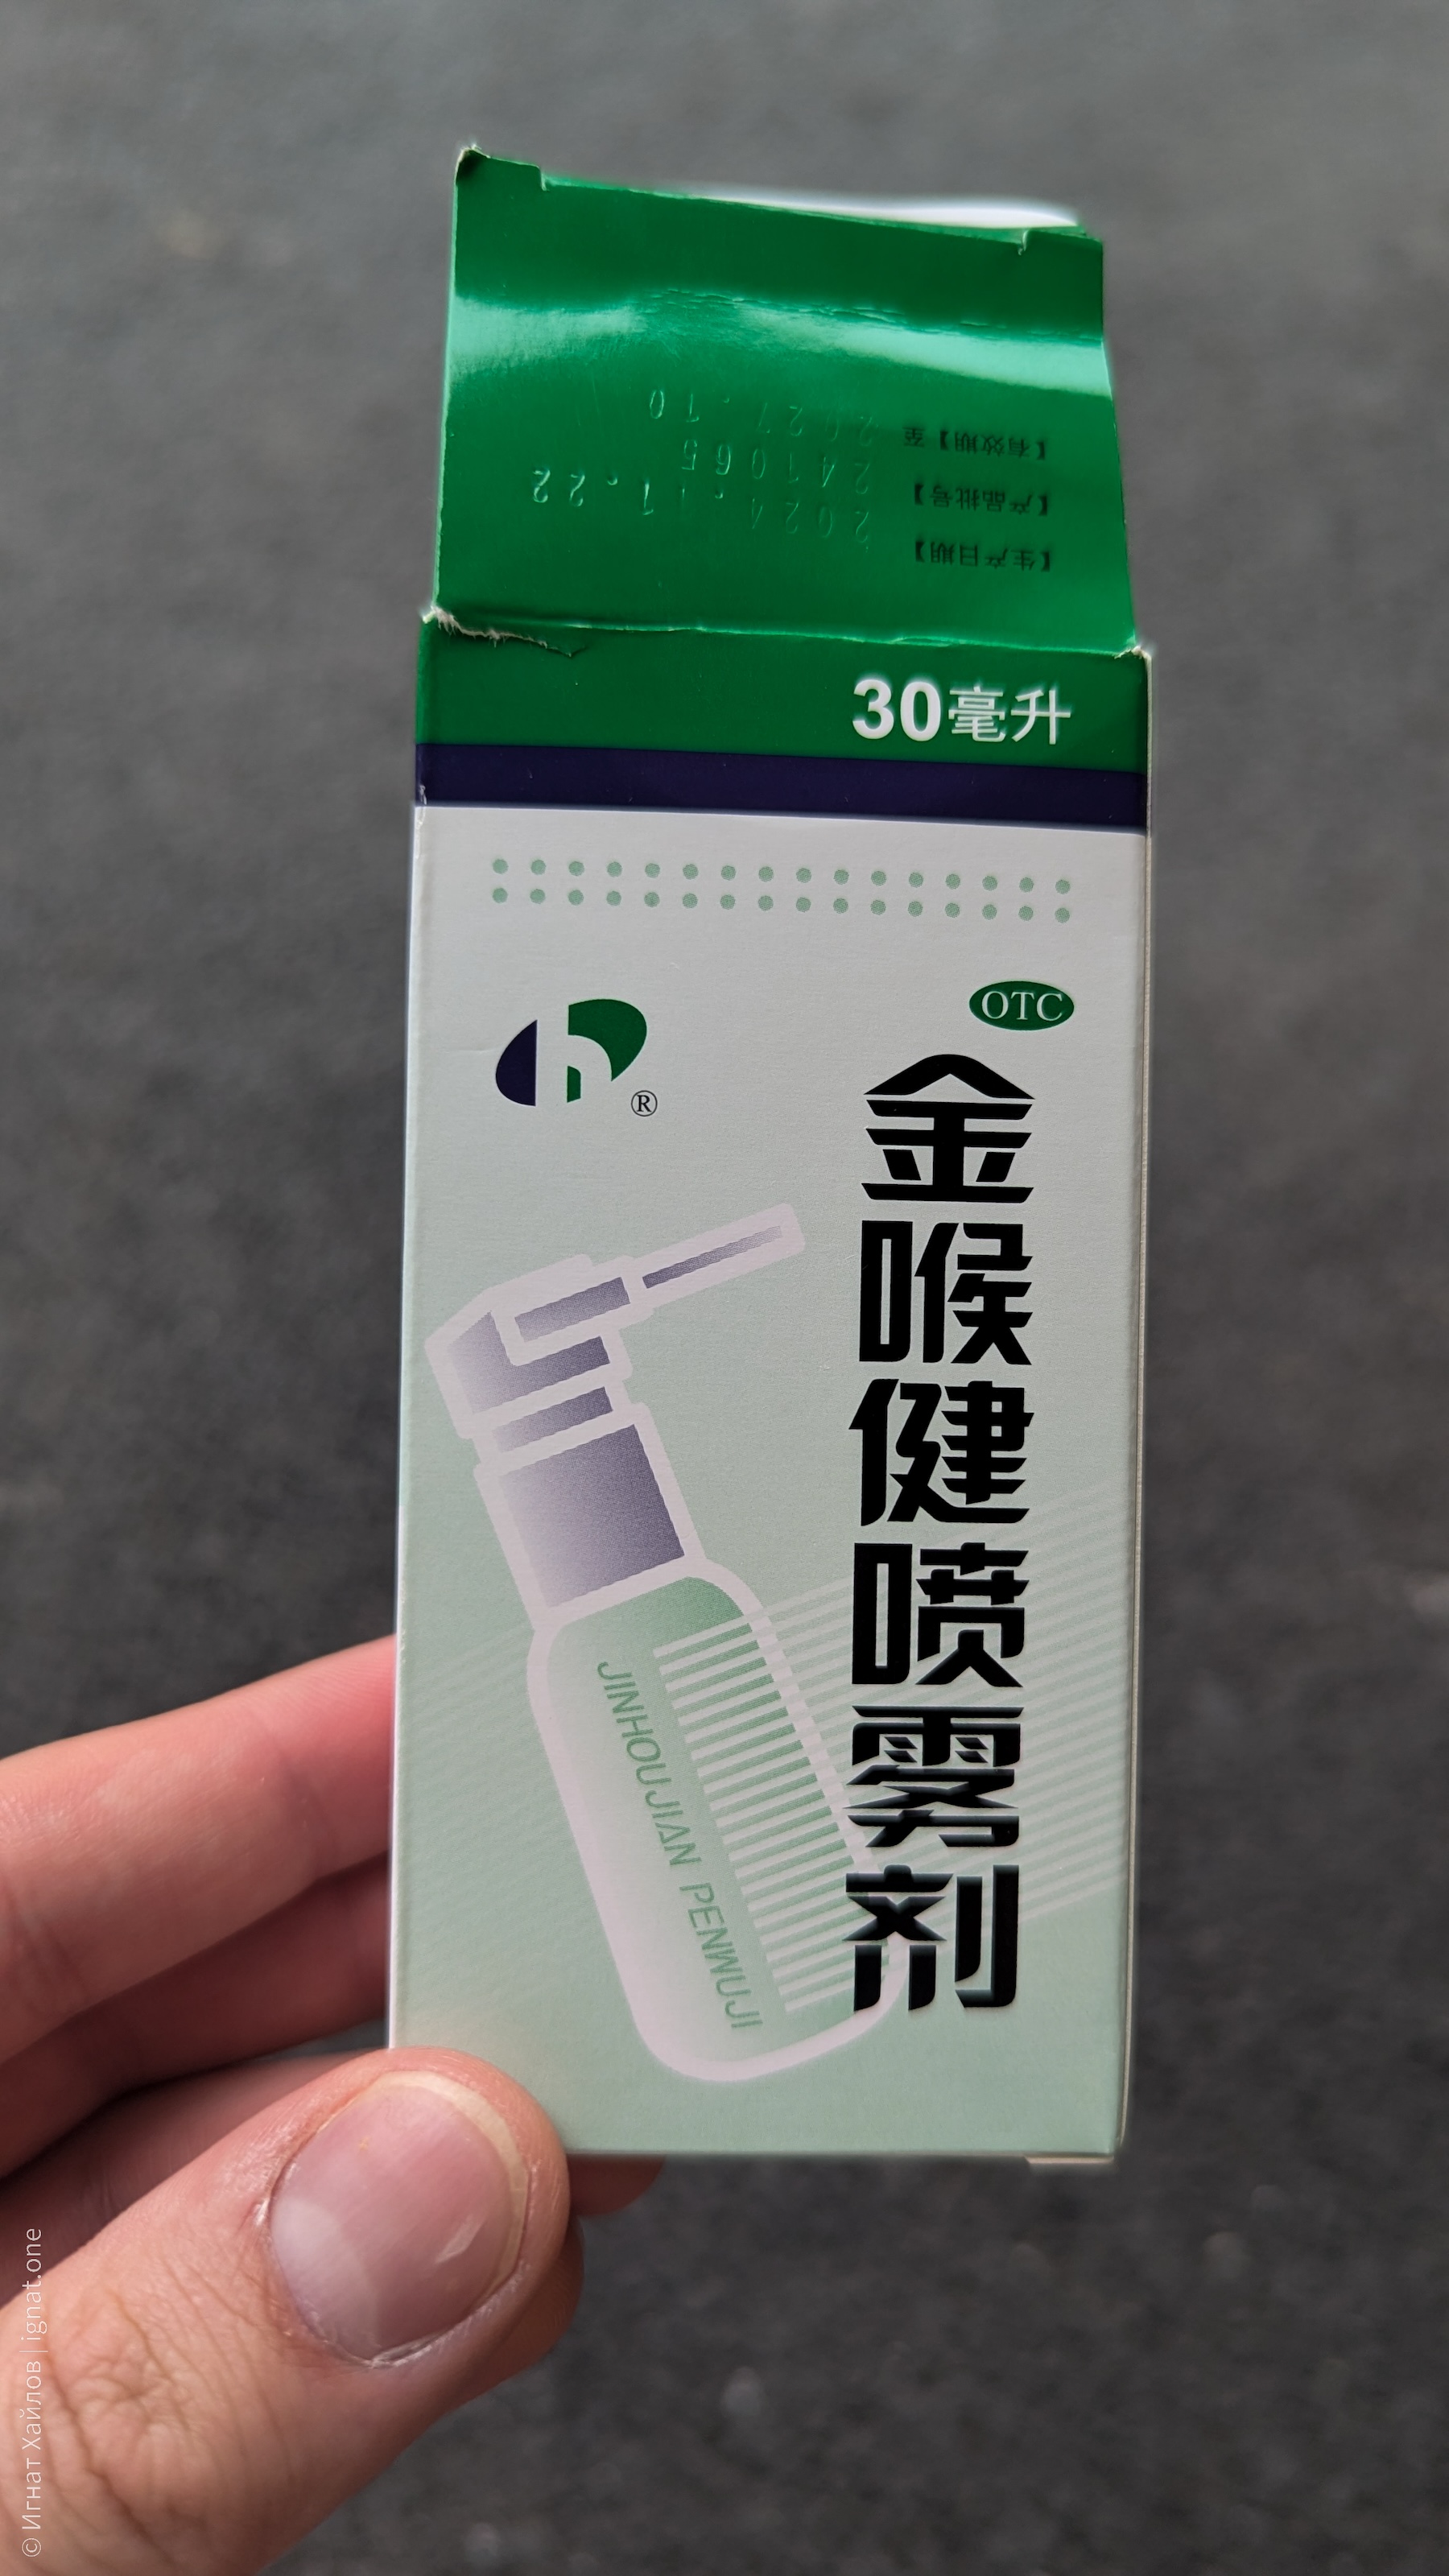 【生产日期】 2024.11.22
【产品批号】 241065
【有效期】至 2027.10
30毫升
OTC
®
金喉健喷雾剂
JINHOUJIAN PENWUJI
© Игнат Хайлов | ignat.one